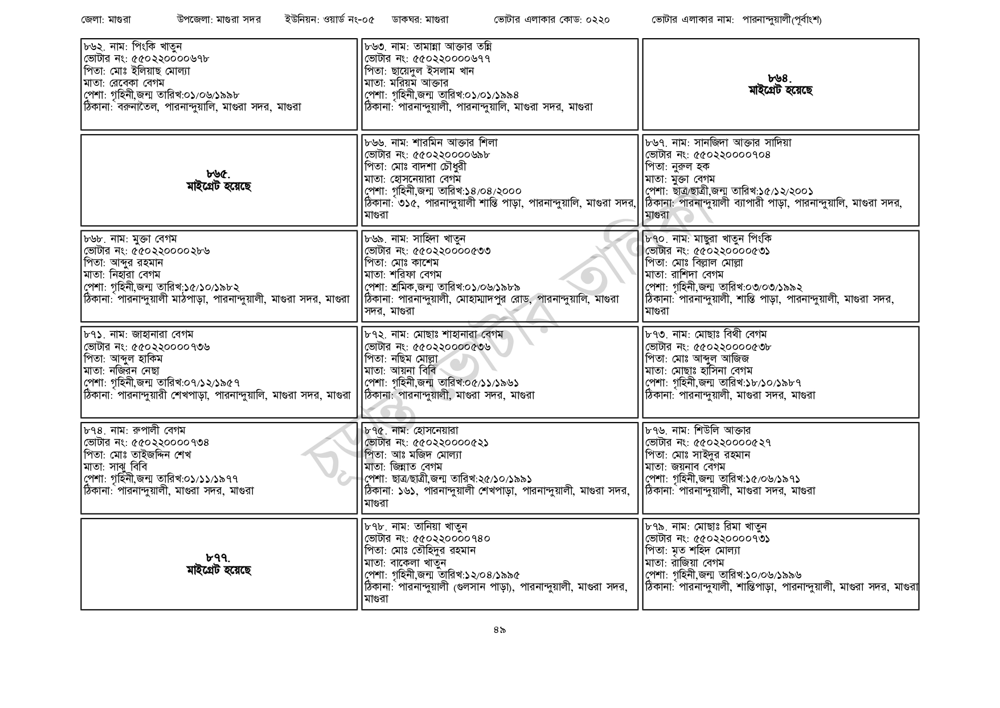 জেলা: মাগুরা উপজেলা: মাগুরা সদর ইউনিয়ন: ওয়ার্ড নং-০৫ ডাকঘর: মাগুরা ভোটার এলাকার কোড: ০২২০ ভোটার এলাকার নাম: পারনান্দুয়ালী(পূর্বাংশ)
৮৬২. নাম: পিংকি খাতুন
ভোটার নং: ৫৫০২২০০০০৬৭৮
পিতা: মোঃ ইলিয়াছ মোল্যা
মাতা: রেবেকা বেগম
পেশা: গৃহিনী,জন্ম তারিখ:০১/০৬/১৯৯৮
ঠিকানা: বরুনাতৈল, পারনান্দুয়ালি, মাগুরা সদর, মাগুরা
৮৬৩. নাম: তামান্না আক্তার তন্নি
ভোটার নং: ৫৫০২২০০০০৬৭৭
পিতা: ছায়েদুল ইসলাম খান
মাতা: মরিয়ম আক্তার
পেশা: গৃহিনী,জন্ম তারিখ:০১/০১/১৯৯৪
ঠিকানা: পারনান্দুয়ালী, পারনান্দুয়ালি, মাগুরা সদর, মাগুরা
৮৬৪.
মাইগ্রেট হয়েছে
৮৬৫.
মাইগ্রেট হয়েছে
৮৬৬. নাম: শারমিন আক্তার শিলা
ভোটার নং: ৫৫০২২০০০০৬৯৮
পিতা: মোঃ বাদশা চৌধুরী
মাতা: হোসনেয়ারা বেগম
পেশা: গৃহিনী,জন্ম তারিখ:১৪/০৪/২০০০
ঠিকানা: ৩১৫, পারনান্দুয়ালী শান্তি পাড়া, পারনান্দুয়ালি, মাগুরা সদর,
মাগুরা
৮৬৭. নাম: সানজিদা আক্তার সাদিয়া
ভোটার নং: ৫৫০২২০০০০৭০৪
পিতা: নুরুল হক
মাতা: মুক্তা বেগম
পেশা: ছাত্র/ছাত্রী,জন্ম তারিখ:১৫/১২/২০০১
ঠিকানা: পারনান্দুয়ালী ব্যাপারী পাড়া, পারনান্দুয়ালি, মাগুরা সদর,
মাগুরা
৮৬৮. নাম: মুক্তা বেগম
ভোটার নং: ৫৫০২২০০০০২৮৬
পিতা: আব্দুর রহমান
মাতা: নিহারা বেগম
পেশা: গৃহিনী,জন্ম তারিখ:১৫/১০/১৯৮২
ঠিকানা: পারনান্দুয়ালী মাঠপাড়া, পারনান্দুয়ালী, মাগুরা সদর, মাগুরা
৮৬৯. নাম: সাহিদা খাতুন
ভোটার নং: ৫৫০২২০০০০৫৩৩
পিতা: মোঃ কাশেম
মাতা: শরিফা বেগম
পেশা: শ্রমিক,জন্ম তারিখ:০১/০৬/১৯৮৯
ঠিকানা: পারনান্দুয়ালী, মোহাম্মাদপুর রোড, পারনান্দুয়ালি, মাগুরা
সদর, মাগুরা
৮৭০. নাম: মাছুরা খাতুন পিংকি
ভোটার নং: ৫৫০২২০০০০৫৩১
পিতা: মোঃ বিল্লাল মোল্লা
মাতা: রাশিদা বেগম
পেশা: গৃহিনী,জন্ম তারিখ:০৩/০৩/১৯৯২
ঠিকানা: পারনান্দুয়ালী, শান্তি পাড়া, পারনান্দুয়ালী, মাগুরা সদর,
মাগুরা
৮৭১. নাম: জাহানারা বেগম
ভোটার নং: ৫৫০২২০০০০৭৩৬
পিতা: আব্দুল হাকিম
মাতা: নজিরন নেছা
পেশা: গৃহিনী,জন্ম তারিখ:০৭/১২/১৯৫৭
ঠিকানা: পারনান্দুয়ারী শেখপাড়া, পারনান্দুয়ালি, মাগুরা সদর, মাগুরা
৮৭২. নাম: মোছাঃ শাহানারা বেগম
ভোটার নং: ৫৫০২২০০০০৫৩৬
পিতা: নছিম মোল্লা
মাতা: আয়না বিবি
পেশা: গৃহিনী,জন্ম তারিখ:০৫/১১/১৯৬১
ঠিকানা: পারনান্দুয়ালী, মাগুরা সদর, মাগুরা
৮৭৩. নাম: মোছাঃ বিথী বেগম
ভোটার নং: ৫৫০২২০০০০৫৩৮
পিতা: মোঃ আব্দুল আজিজ
মাতা: মোছাঃ হাসিনা বেগম
পেশা: গৃহিনী,জন্ম তারিখ:১৮/১০/১৯৮৭
ঠিকানা: পারনান্দুয়ালী, মাগুরা সদর, মাগুরা
৮৭৪. নাম: রুপালী বেগম
ভোটার নং: ৫৫০২২০০০০৭৩৪
পিতা: মোঃ তাইজদ্দিন শেখ
মাতা: সাঝু বিবি
পেশা: গৃহিনী,জন্ম তারিখ:০১/১১/১৯৭৭
ঠিকানা: পারনান্দুয়ালী, মাগুরা সদর, মাগুরা
৮৭৫. নাম: হোসনেয়ারা
ভোটার নং: ৫৫০২২০০০০৫২১
পিতা: আঃ মজিদ মোল্যা
মাতা: জিন্নাত বেগম
পেশা: ছাত্র/ছাত্রী,জন্ম তারিখ:২৫/১০/১৯৯১
ঠিকানা: ১৬১, পারনান্দুয়ালী শেখপাড়া, পারনান্দুয়ালী, মাগুরা সদর,
মাগুরা
৮৭৬. নাম: শিউলি আক্তার
ভোটার নং: ৫৫০২২০০০০৫২৭
পিতা: মোঃ সাইদুর রহমান
মাতা: জয়নাব বেগম
পেশা: গৃহিনী,জন্ম তারিখ:১৫/০৬/১৯৭১
ঠিকানা: পারনান্দুয়ালী, মাগুরা সদর, মাগুরা
৮৭৭.
মাইগ্রেট হয়েছে
৮৭৮. নাম: তানিয়া খাতুন
ভোটার নং: ৫৫০২২০০০০৭৪০
পিতা: মোঃ তৌহিদুর রহমান
মাতা: বাকেলা খাতুন
পেশা: গৃহিনী,জন্ম তারিখ:১২/০৪/১৯৯৫
ঠিকানা: পারনান্দুয়ালী (গুলসান পাড়া), পারনান্দুয়ালী, মাগুরা সদর,
মাগুরা
৮৭৯. নাম: মোছাঃ রিমা খাতুন
ভোটার নং: ৫৫০২২০০০০৭৩১
পিতা: মৃত শহিদ মোল্যা
মাতা: রাজিয়া বেগম
পেশা: গৃহিনী,জন্ম তারিখ:১০/০৬/১৯৯৬
ঠিকানা: পারনান্দুযালী, শান্তিপাড়া, পারনান্দুয়ালী, মাগুরা সদর, মাগুরা
চূড়ান্ত ভোটার তালিকা
৪৯